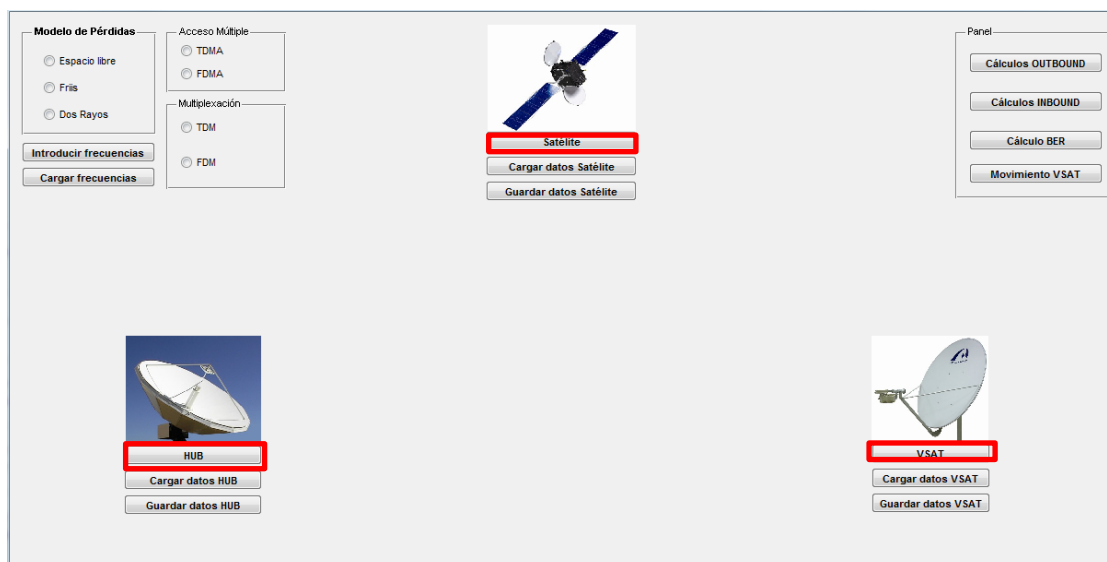 Modelo de Pérdidas
Espacio libre
Friis
Dos Rayos
Introducir frecuencias
Cargar frecuencias
Acceso Múltiple
TDMA
FDMA
Multiplexación
TDM
FDM
Satélite
Cargar datos Satélite
Guardar datos Satélite
Panel
Cálculos OUTBOUND
Cálculos INBOUND
Cálculo BER
Movimiento VSAT
HUB
Cargar datos HUB
Guardar datos HUB
VSAT
Cargar datos VSAT
Guardar datos VSAT